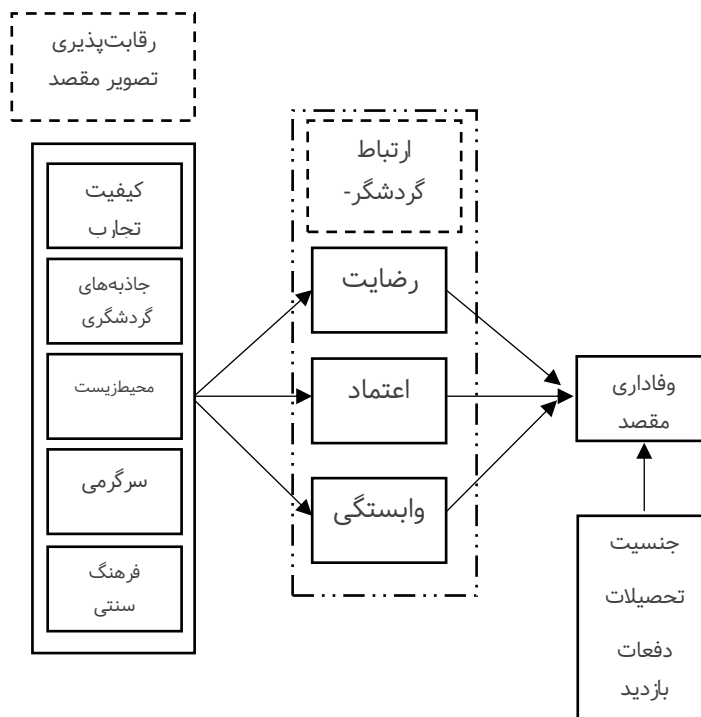 رقابت‌پذیری
تصویر مقصد
کیفیت
تجارب
جاذبه‌های
گردشگری
محیط‌زیست
سرگرمی
فرهنگ
سنتی
ارتباط
گردشگر-
رضایت
اعتماد
وابستگی
وفاداری
مقصد
جنسیت
تحصیلات
دفعات
بازدید